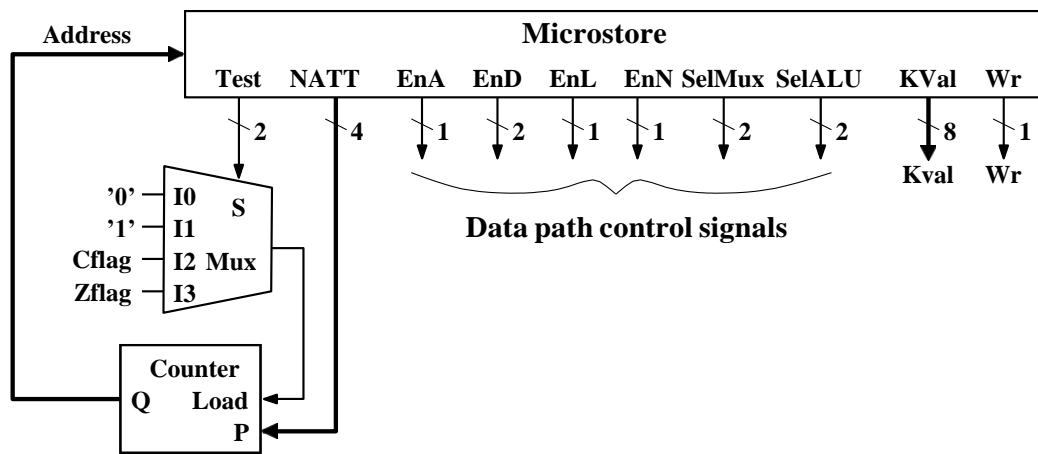 Address
Microstore
Test NATT EnA EnD EnL EnN SelMux SelALU KVal Wr
2 4 1 2 1 1 2 2 8 1
Kval Wr
'0' I0 S
'1' I1
Cflag I2 Mux
Zflag I3
Data path control signals
Counter
Q Load
P